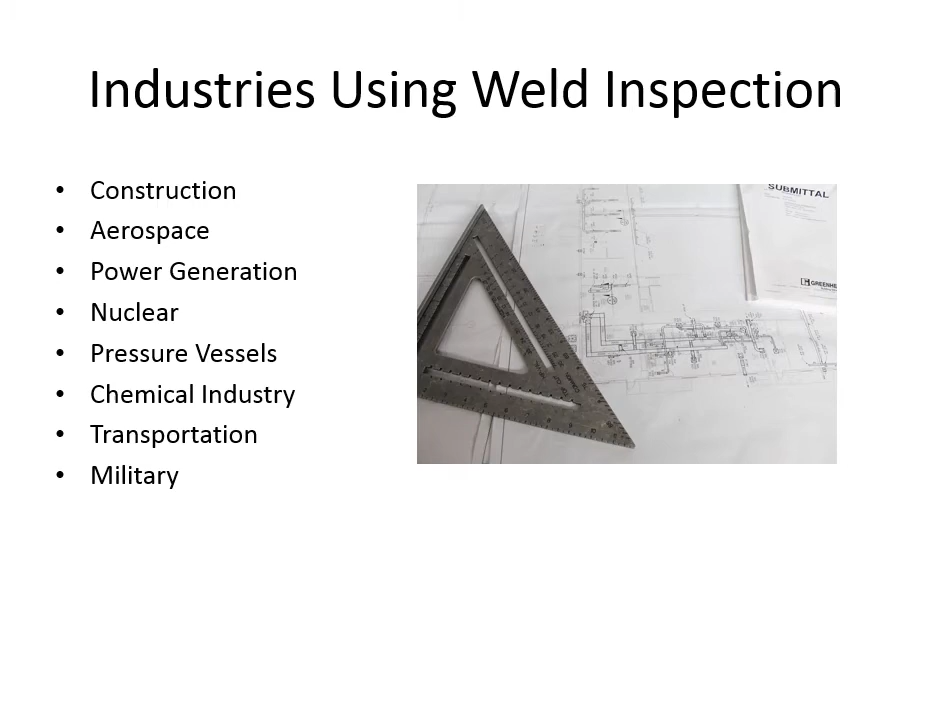 Industries Using Weld Inspection
• Construction
• Aerospace
• Power Generation
• Nuclear
• Pressure Vessels
• Chemical Industry
• Transportation
• Military
SUBMITTAL